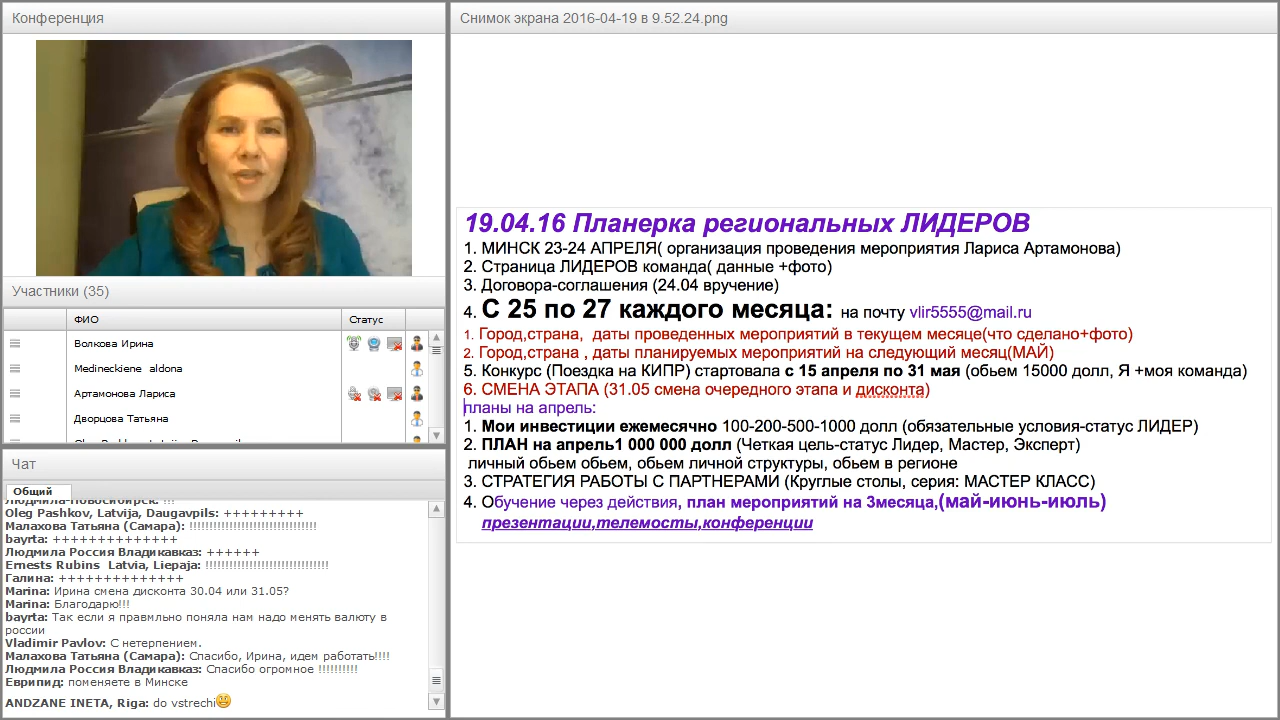 Конференция
Участники (35)
ФИО
Статус
Волкова Ирина
Medineckiene aldona
Артамонова Лариса
Дворцова Татьяна
Чат
Общий
Людмила-Новосибирск: !!!
Oleg Pashkov, Latvija, Daugavpils: +++++++++
Малахова Татьяна (Самара): !!!!!!!!!!!!!!!!!!!!!!!!!!!!!!!!
bayrta: ++++++++++++++
Людмила Россия Владикавказ: ++++++
Ernests Rubins Latvia, Liepaja: !!!!!!!!!!!!!!!!!!!!!!!!!!!!!!!
Галина: ++++++++++++++
Marina: Ирина смена дисконта 30.04 или 31.05?
Marina: Благодарю!!!
bayrta: Так если я правмльно поняла нам надо менять валюту в
россии
Vladimir Pavlov: С нетерпением.
Малахова Татьяна (Самара): Спасибо, Ирина, идем работать!!!!
Людмила Россия Владикавказ: Спасибо огромное !!!!!!!!!!
Еврипид: поменяете в Минске
ANDZANE INETA, Riga: do vstrechi
Снимок экрана 2016-04-19 в 9.52.24.png
19.04.16 Планерка региональных ЛИДЕРОВ
1. МИНСК 23-24 АПРЕЛЯ( организация проведения мероприятия Лариса Артамонова)
2. Страница ЛИДЕРОВ команда( данные +фото)
3. Договора-соглашения (24.04 вручение)
4. С 25 по 27 каждого месяца: на почту vlir5555@mail.ru
1. Город,страна, даты проведенных мероприятий в текущем месяце(что сделано+фото)
2. Город,страна , даты планируемых мероприятий на следующий месяц(МАЙ)
5. Конкурс (Поездка на КИПР) стартовала с 15 апреля по 31 мая (обьем 15000 долл, Я +моя команда)
6. СМЕНА ЭТАПА (31.05 смена очередного этапа и дисконта)
планы на апрель:
1. Мои инвестиции ежемесячно 100-200-500-1000 долл (обязательные условия-статус ЛИДЕР)
2. ПЛАН на апрель1 000 000 долл (Четкая цель-статус Лидер, Мастер, Эксперт)
личный обьем обьем, обьем личной структуры, обьем в регионе
3. СТРАТЕГИЯ РАБОТЫ С ПАРТНЕРАМИ (Круглые столы, серия: МАСТЕР КЛАСС)
4. Обучение через действия, план мероприятий на 3месяца,(май-июнь-июль)
презентации,телемосты,конференции